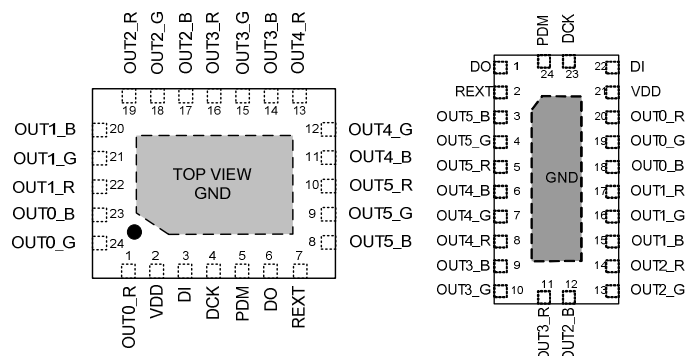 OUT2_R OUT2_G OUT2_B OUT3_R OUT3_G OUT3_B OUT4_R
19 18 17 16 15 14 13
OUT1_B 20
OUT1_G 21
OUT1_R 22
OUT0_B 23
OUT0_G 24
TOP VIEW
GND
12 OUT4_G
11 OUT4_B
10 OUT5_R
9 OUT5_G
8 OUT5_B
1 2 3 4 5 6 7
OUT0_R VDD DI DCK PDM DO REXT
PDM DCK
24 23
DO 1 22 DI
REXT 2 21 VDD
OUT5_B 3 20 OUT0_R
OUT5_G 4 19 OUT0_G
OUT5_R 5 18 OUT0_B
OUT4_B 6 17 OUT1_R
OUT4_G 7 16 OUT1_G
OUT4_R 8 15 OUT1_B
OUT3_B 9 14 OUT2_R
OUT3_G 10 13 OUT2_G
GND
11 12
OUT3_R OUT2_B